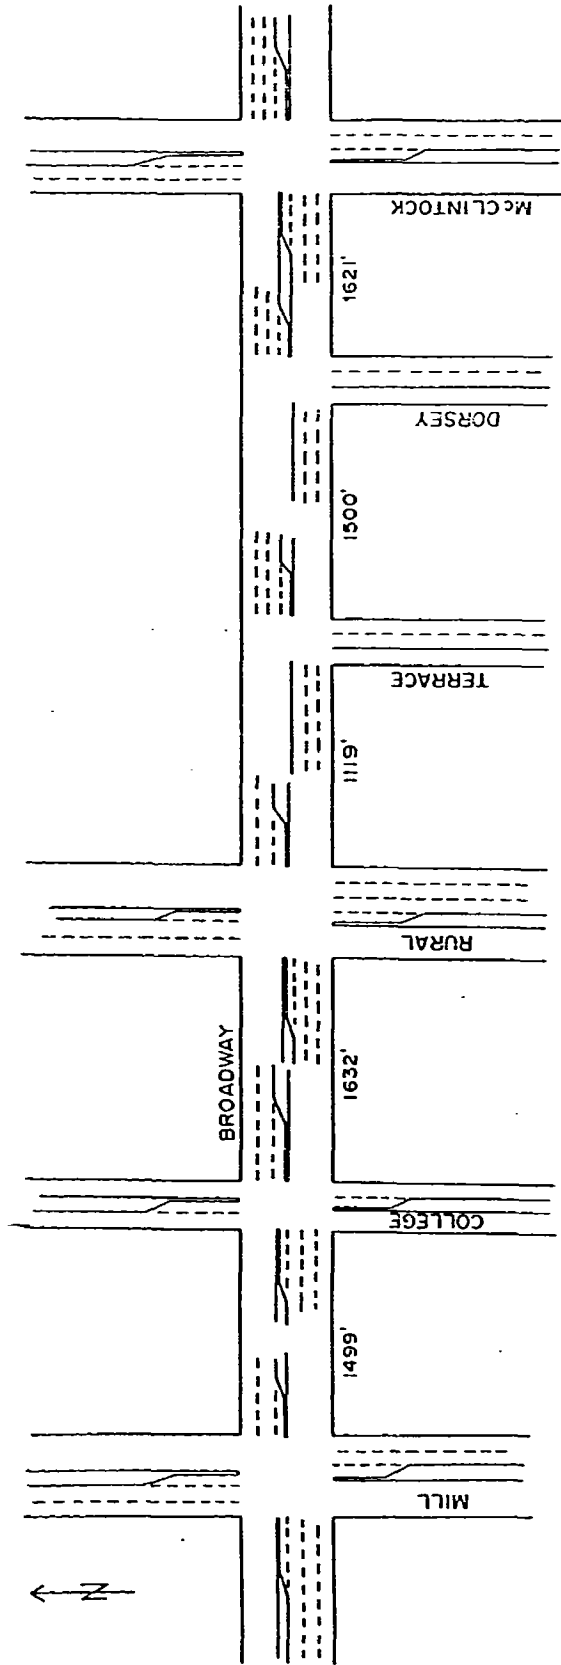 McCLINTOCK
1621'
DORSEY
1500'
TERRACE
1119'
RURAL
BROADWAY
1632'
COLLEGE
1499'
MILL
N